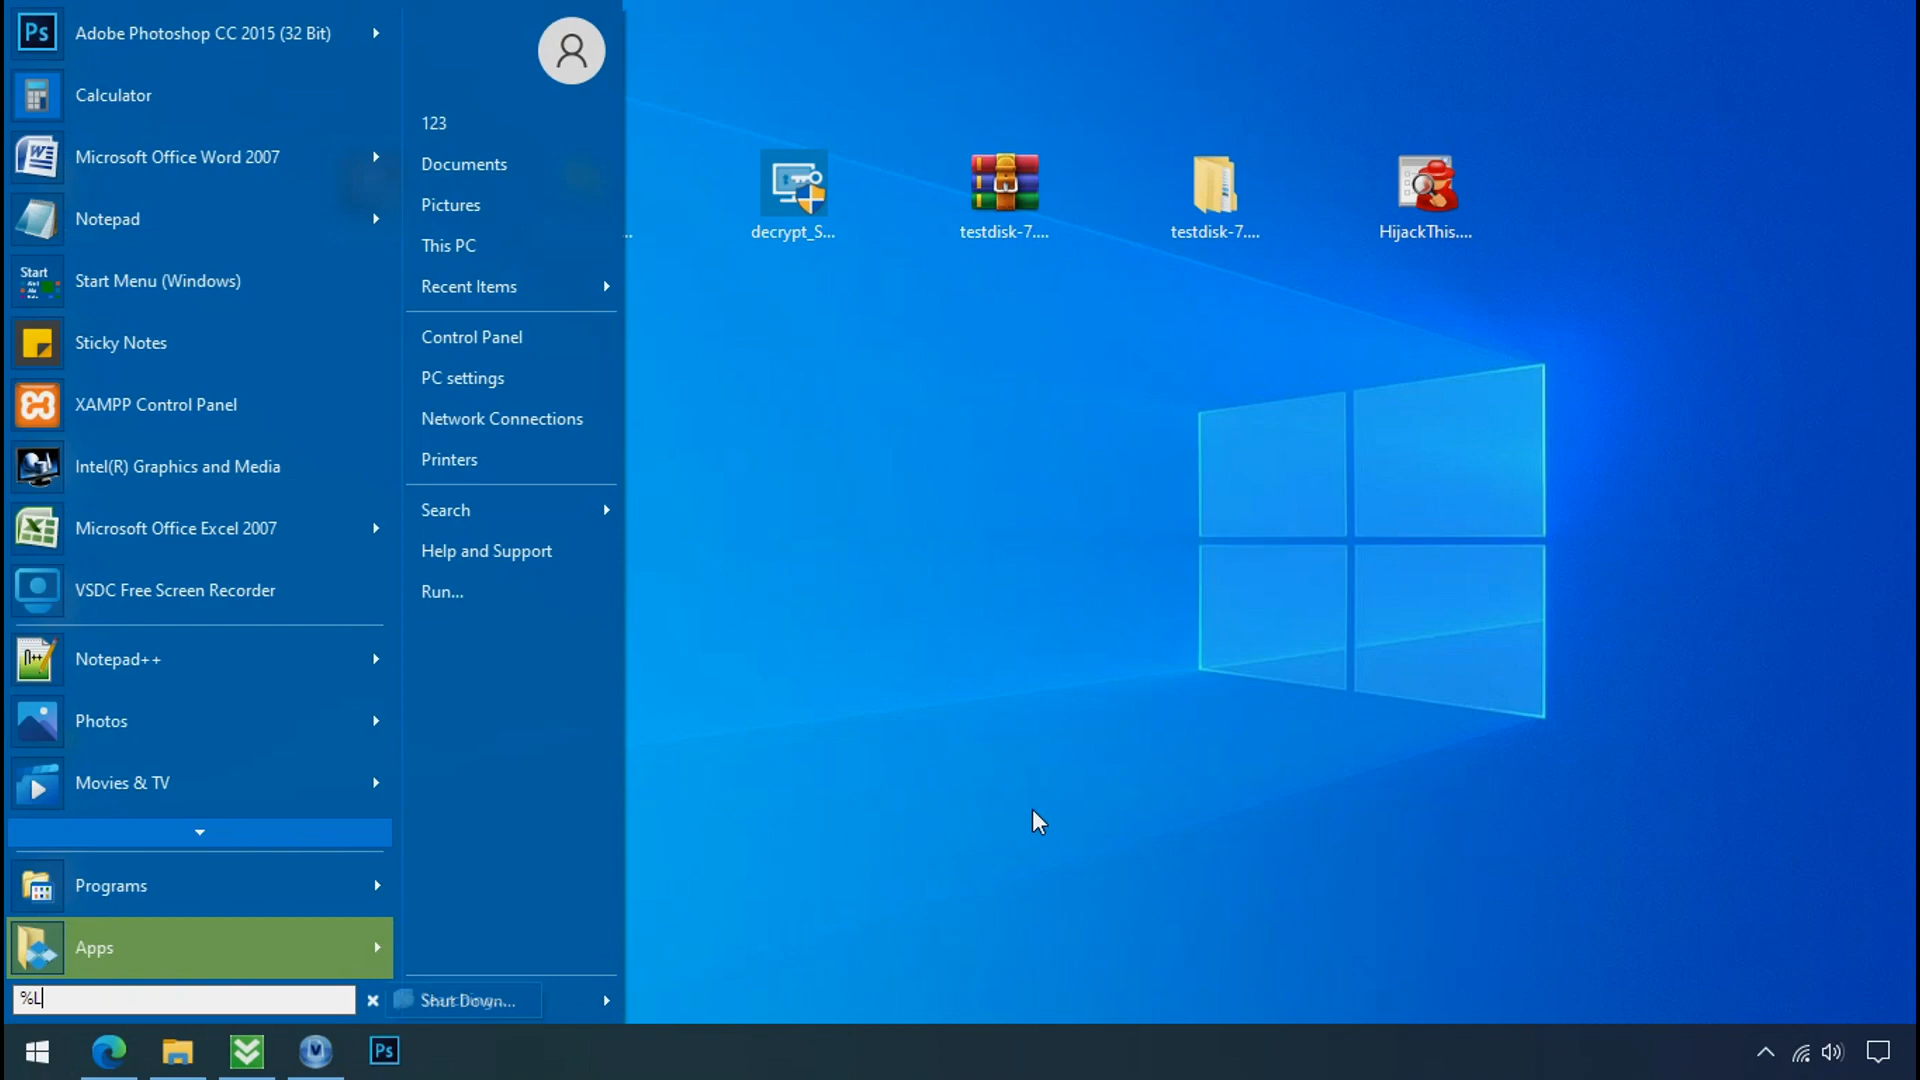 Adobe Photoshop CC 2015 (32 Bit)
Calculator
Microsoft Office Word 2007
Notepad
Start Menu (Windows)
Sticky Notes
XAMPP Control Panel
Intel(R) Graphics and Media
Microsoft Office Excel 2007
VSDC Free Screen Recorder
Notepad++
Photos
Movies & TV
Programs
Apps
%L
123
Documents
Pictures
This PC
Recent Items
Control Panel
PC settings
Network Connections
Printers
Search
Help and Support
Run...
Shut Down...
...
decrypt_S...
testdisk-7....
testdisk-7....
HijackThis....
Ps
Start
Ps